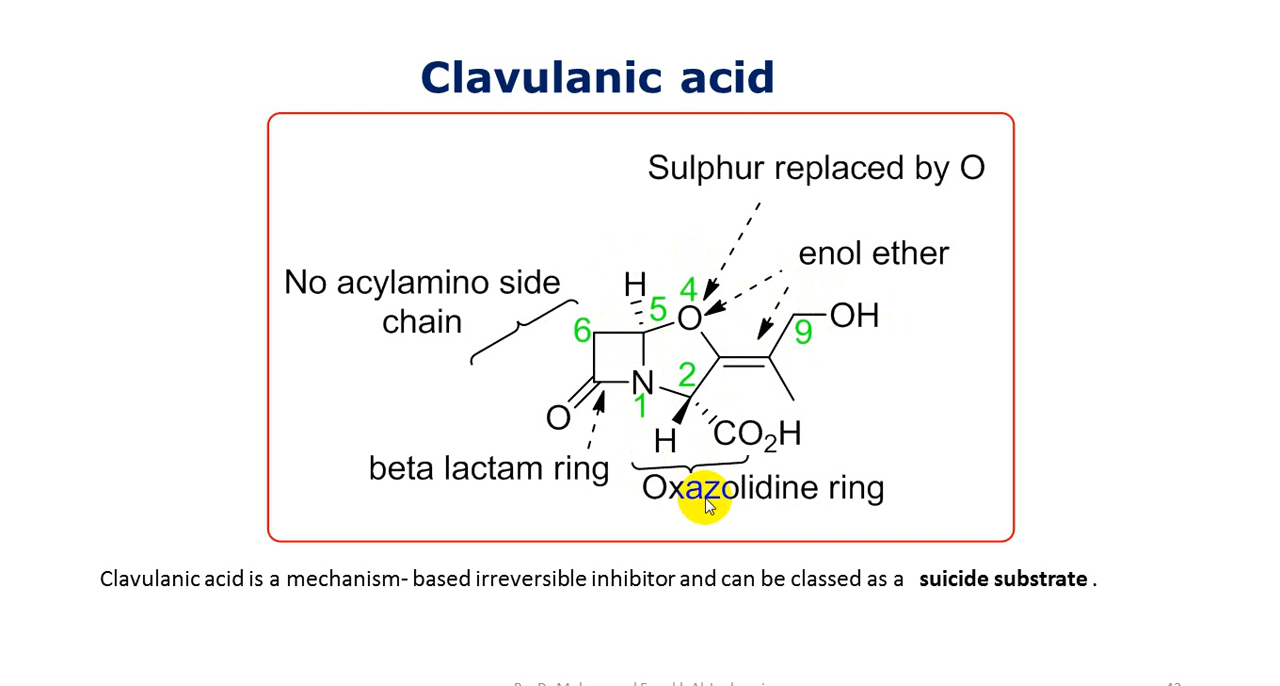 Clavulanic acid
Sulphur replaced by O
enol ether
No acylamino side
chain
H
4
5
O
OH
6
9
2
N
1
O
H
CO₂H
beta lactam ring
Oxazolidine ring
Clavulanic acid is a mechanism- based irreversible inhibitor and can be classed as a suicide substrate .